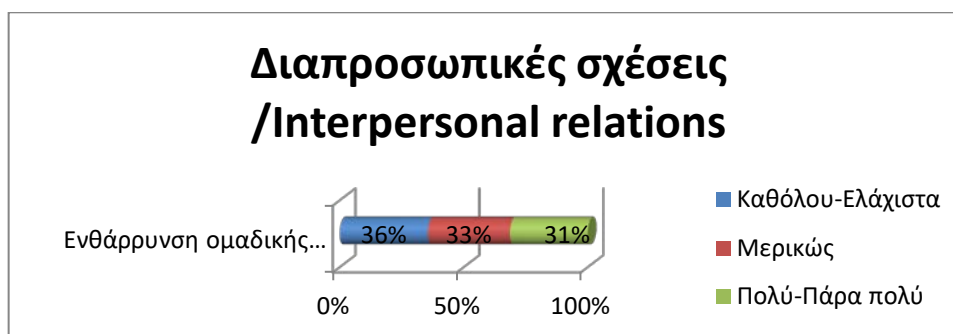 Διαπροσωπικές σχέσεις
/Interpersonal relations
Ενθάρρυνση ομαδικής...
36% 33% 31%
0% 50% 100%
Καθόλου-Ελάχιστα
Μερικώς
Πολύ-Πάρα πολύ